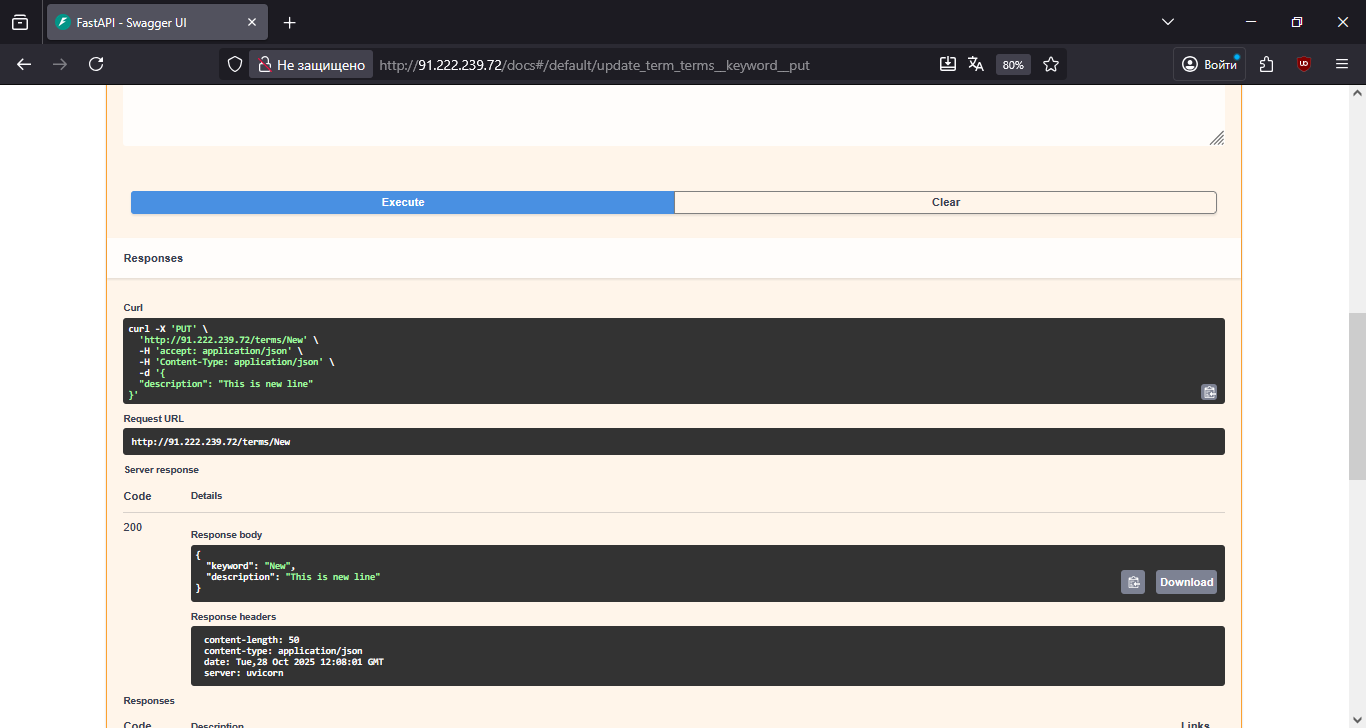 FastAPI - Swagger UI
Не защищено
http://91.222.239.72/docs#/default/update_term_terms__keyword__put
80%
Войти
UD
Execute
Clear
Responses
Curl
curl -X 'PUT' \
'http://91.222.239.72/terms/New' \
-H 'accept: application/json' \
-H 'Content-Type: application/json' \
-d '{
"description": "This is new line"
}'
Request URL
http://91.222.239.72/terms/New
Server response
Code Details
200
Response body
{
"keyword": "New",
"description": "This is new line"
}
Download
Response headers
content-length: 50
content-type: application/json
date: Tue,28 Oct 2025 12:08:01 GMT
server: uvicorn
Responses
Code Description Links